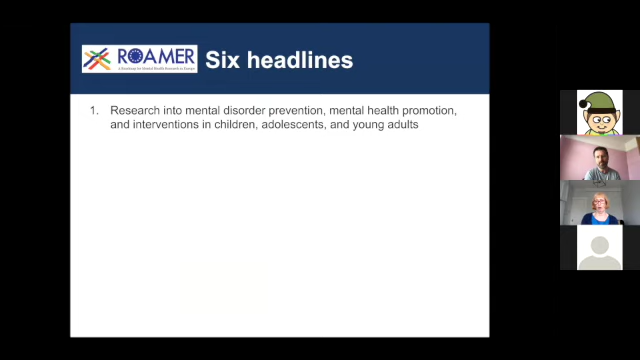 ROAMER
a Roadmap for Mental Health Research in Europe
Six headlines
1. Research into mental disorder prevention, mental health promotion,
and interventions in children, adolescents, and young adults